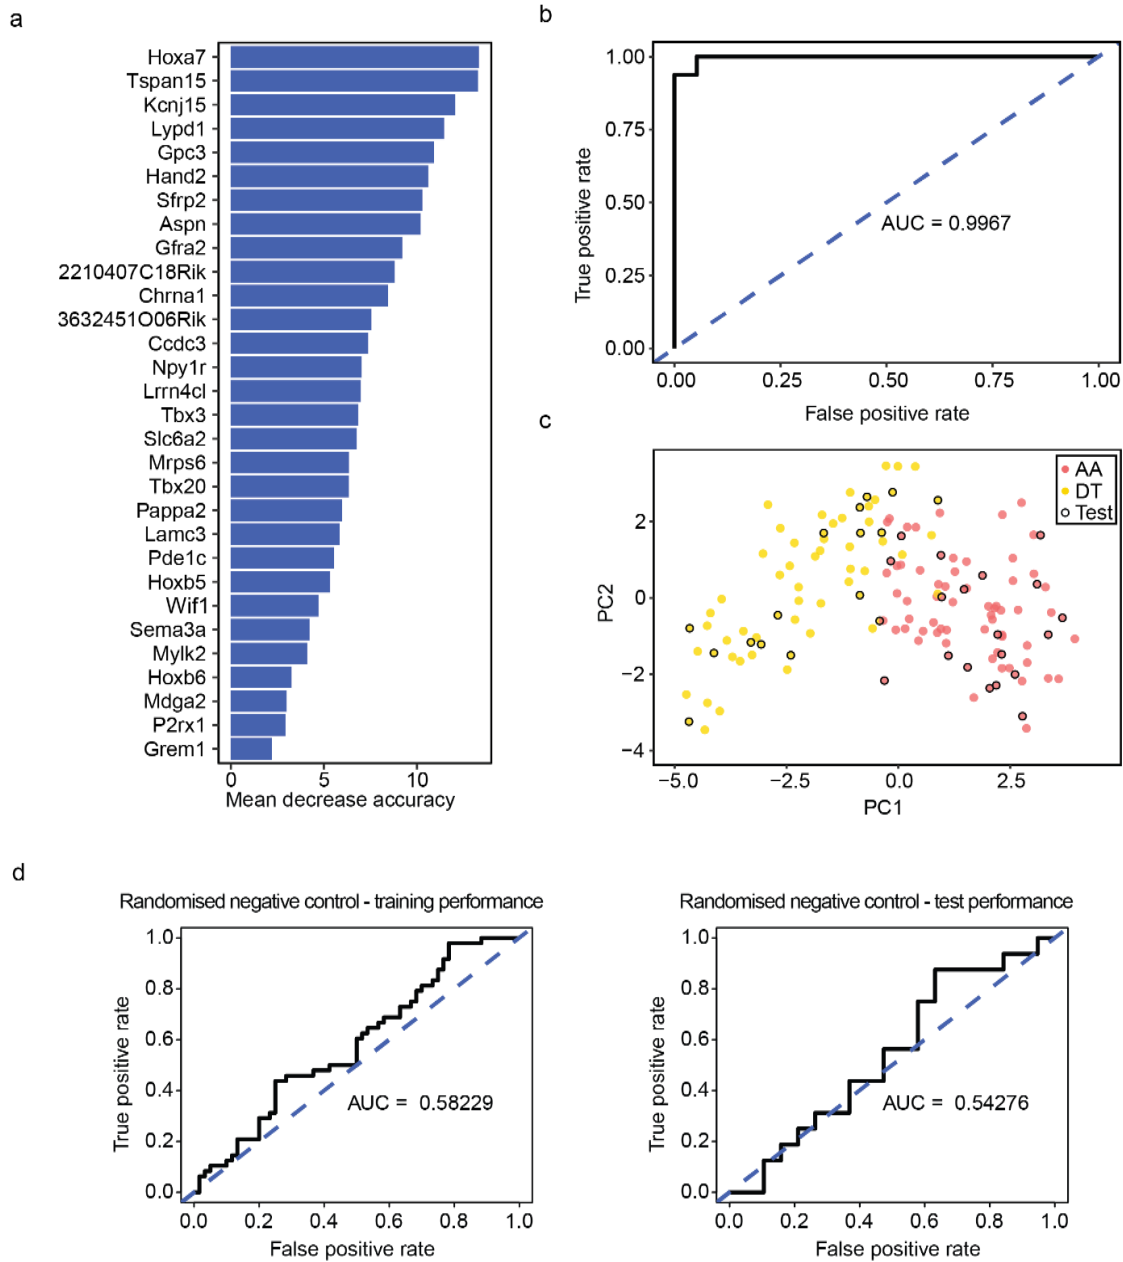 a
Hoxa7
Tspan15
Kcnj15
Lypd1
Gpc3
Hand2
Sfrp2
Aspn
Gfra2
2210407C18Rik
Chrna1
3632451O06Rik
Ccdc3
Npy1r
Lrrn4cl
Tbx3
Slc6a2
Mrps6
Tbx20
Pappa2
Lamc3
Pde1c
Hoxb5
Wif1
Sema3a
Mylk2
Hoxb6
Mdga2
P2rx1
Grem1
0 5 10
Mean decrease accuracy
b
True positive rate
1.00
0.75
0.50
0.25
0.00
AUC = 0.9967
0.00 0.25 0.50 0.75 1.00
False positive rate
c
PC2
2
0
−2
−4
AA
DT
Test
−5.0 −2.5 0.0 2.5
PC1
d
Randomised negative control - training performance
True positive rate
1.0
0.8
0.6
0.4
0.2
0.0
AUC = 0.58229
0.0 0.2 0.4 0.6 0.8 1.0
False positive rate
Randomised negative control - test performance
True positive rate
1.0
0.8
0.6
0.4
0.2
0.0
AUC = 0.54276
0.0 0.2 0.4 0.6 0.8 1.0
False positive rate